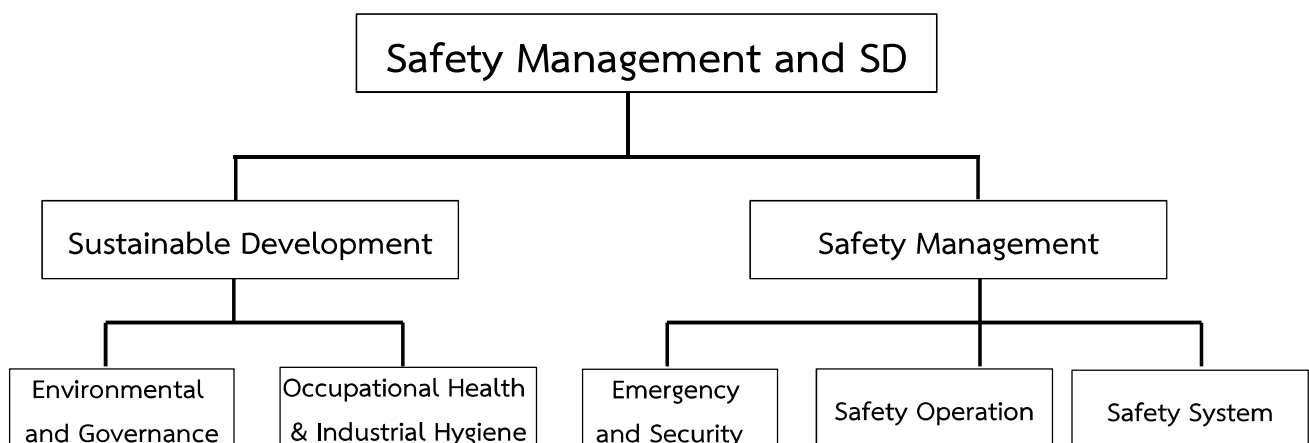 Safety Management and SD
Sustainable Development
Safety Management
Environmental
and Governance
Occupational Health
& Industrial Hygiene
Emergency
and Security
Safety Operation
Safety System